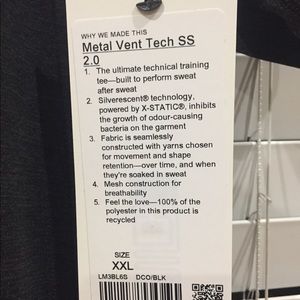 WHY WE MADE THIS
Metal Vent Tech SS
2.0
1. The ultimate technical training
tee—built to perform sweat
after sweat
2. Silverescent® technology,
powered by X-STATIC®, inhibits
the growth of odour-causing
bacteria on the garment
3. Fabric is seamlessly
constructed with yarns chosen
for movement and shape
retention—over time, and when
they're soaked in sweat
4. Mesh construction for
breathability
5. Feel the love—100% of the
polyester in this product is
recycled
SIZE
XXL
LM3BL6S DCO/BLK